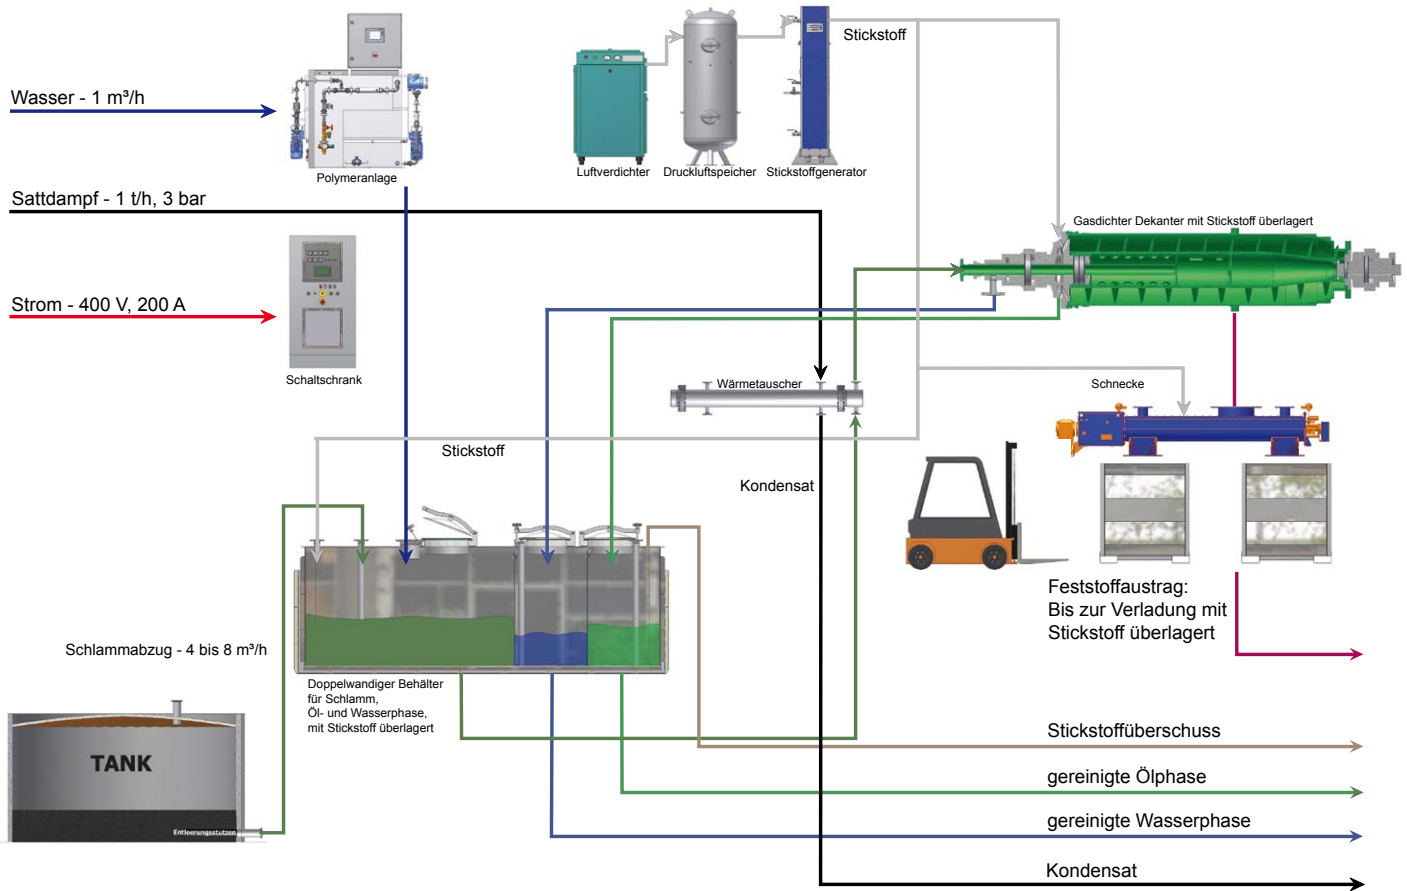 Stickstoff
Wasser - 1 m³/h
Polymeranlage
Luftverdichter
Druckluftspeicher
Stickstoffgenerator
Sattdampf - 1 t/h, 3 bar
Gasdichter Dekanter mit Stickstoff überlagert
Strom - 400 V, 200 A
Schaltschrank
Wärmetauscher
Schnecke
Stickstoff
Kondensat
Feststoffaustrag:
Bis zur Verladung mit
Stickstoff überlagert
Schlammabzug - 4 bis 8 m³/h
Doppelwandiger Behälter
für Schlamm,
Öl- und Wasserphase,
mit Stickstoff überlagert
TANK
Entleerungsstutzen
Stickstoffüberschuss
gereinigte Ölphase
gereinigte Wasserphase
Kondensat